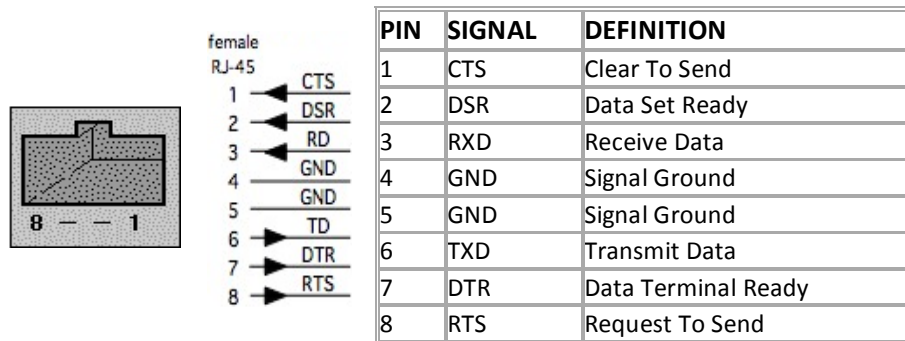 female
RJ-45
1 CTS
2 DSR
3 RD
4 GND
5 GND
6 TD
7 DTR
8 RTS
8 – – 1
PIN SIGNAL DEFINITION
1 CTS Clear To Send
2 DSR Data Set Ready
3 RXD Receive Data
4 GND Signal Ground
5 GND Signal Ground
6 TXD Transmit Data
7 DTR Data Terminal Ready
8 RTS Request To Send